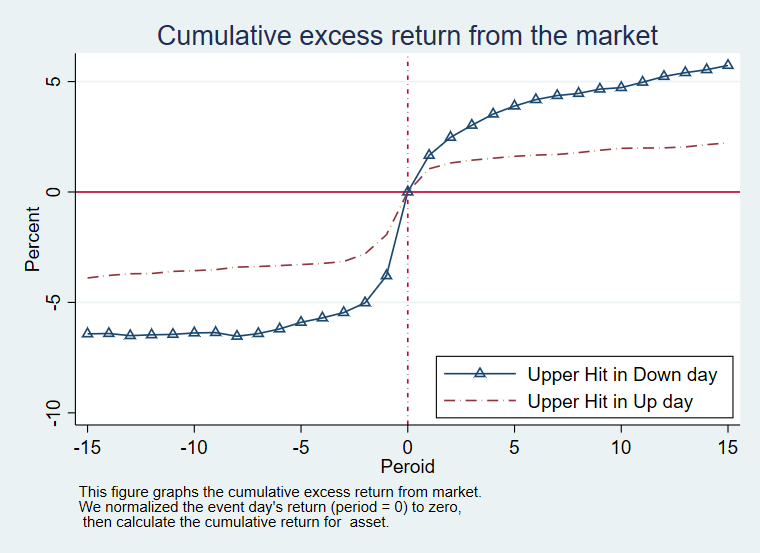 Cumulative excess return from the market
Percent
5
0
-5
-10
-15
-10
-5
0
5
10
15
Peroid
Upper Hit in Down day
Upper Hit in Up day
This figure graphs the cumulative excess return from market.
We normalized the event day's return (period = 0) to zero,
then calculate the cumulative return for  asset.